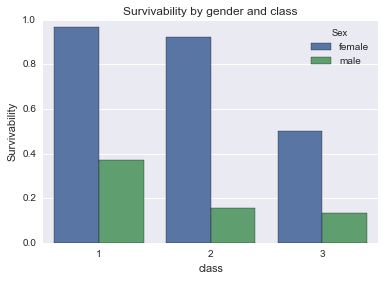 Survivability by gender and class
Sex
female
male
Survivability
1.0
0.8
0.6
0.4
0.2
0.0
1
2
3
class